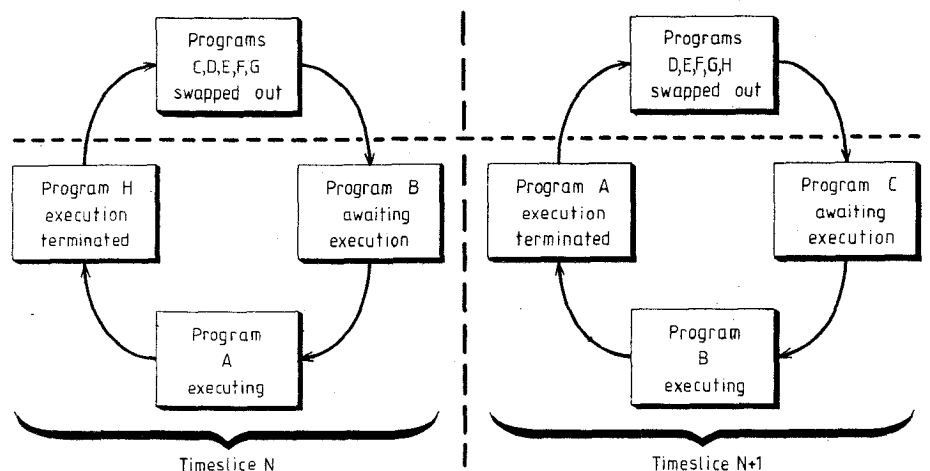 Programs
C,D,E,F,G
swapped out
Program H
execution
terminated
Program B
awaiting
execution
Program
A
executing
Timeslice N
Programs
D,E,F,G,H
swapped out
Program A
execution
terminated
Program C
awaiting
execution
Program
B
executing
Timeslice N+1